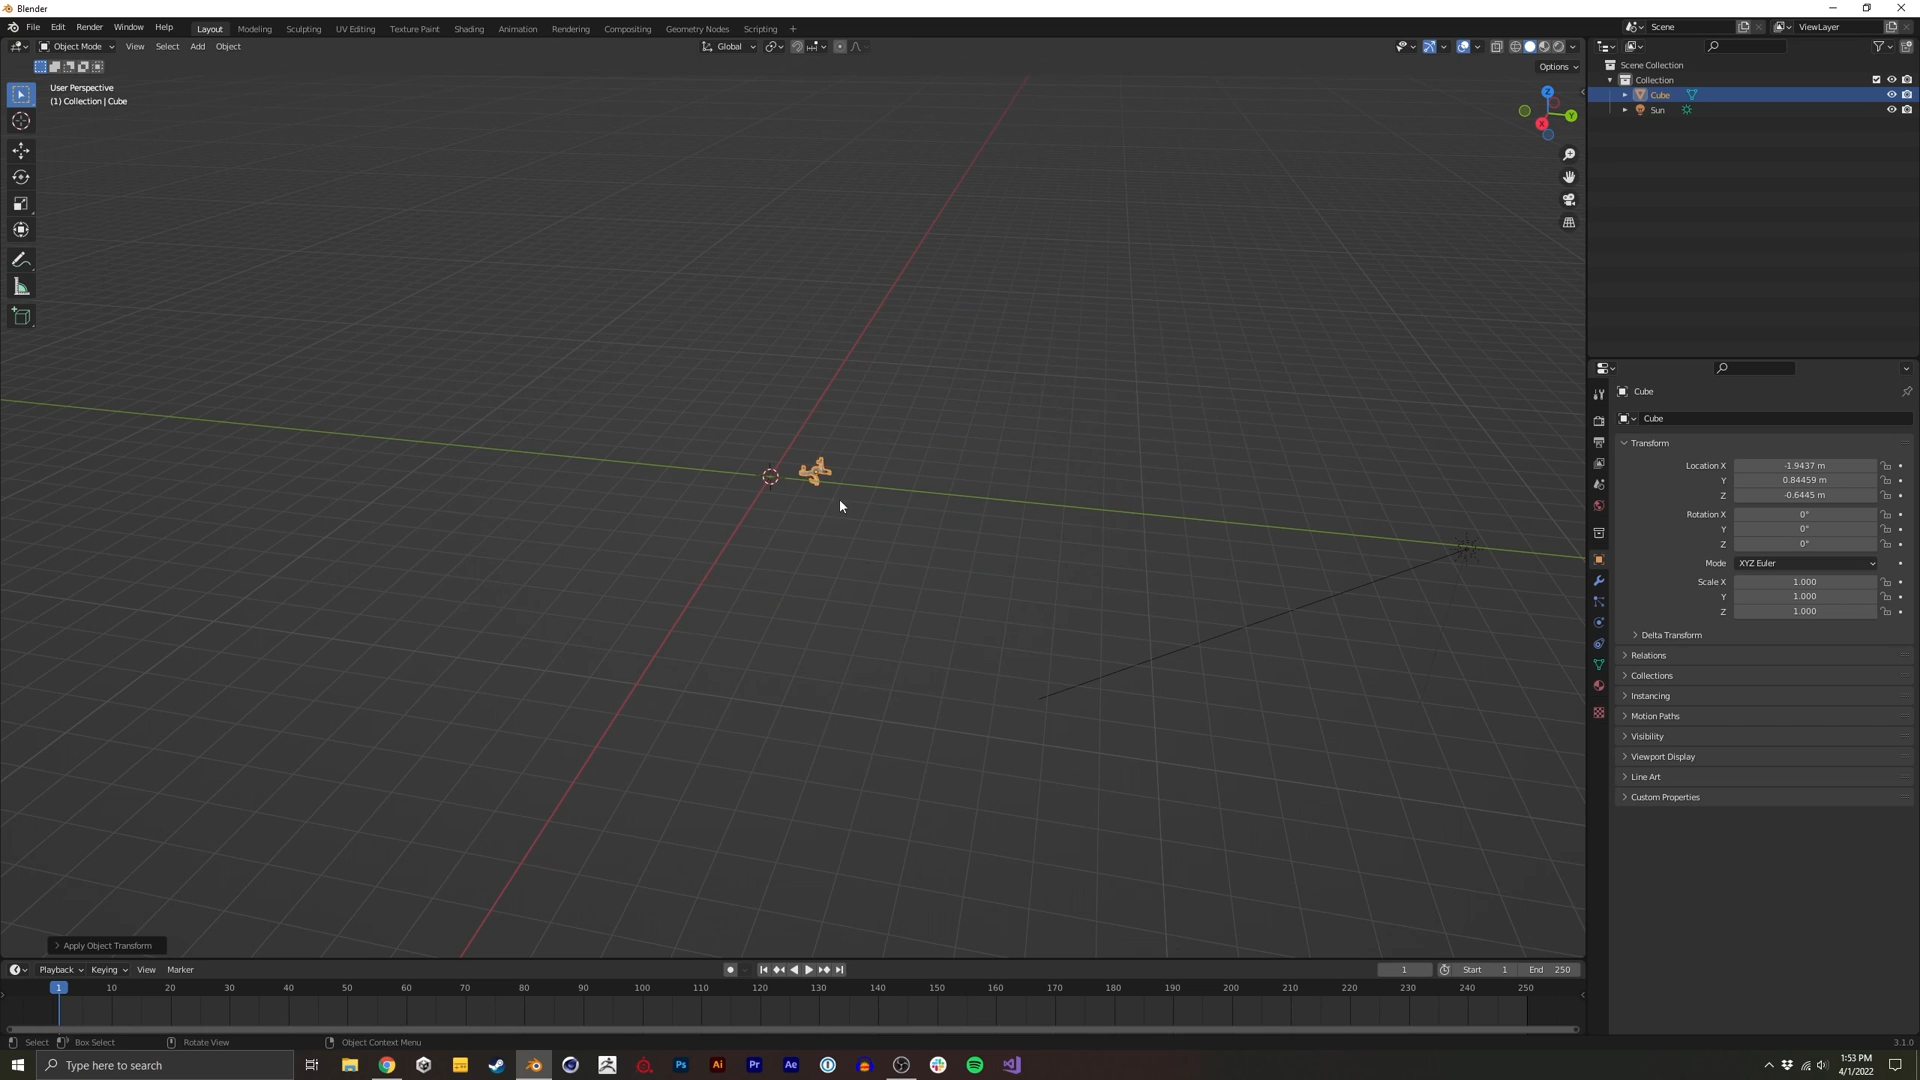 Blender
File Edit Render Window Help Layout Modeling Sculpting UV Editing Texture Paint Shading Animation Rendering Compositing Geometry Nodes Scripting + Scene ViewLayer
Object Mode View Select Add Object Global
Options
User Perspective
(1) Collection | Cube
Z
Y
X
Scene Collection
Collection
Cube
Sun
Cube
Cube
Transform
Location X -1.9437 m
Y 0.84459 m
Z -0.6445 m
Rotation X 0°
Y 0°
Z 0°
Mode XYZ Euler
Scale X 1.000
Y 1.000
Z 1.000
Delta Transform
Relations
Collections
Instancing
Motion Paths
Visibility
Viewport Display
Line Art
Custom Properties
Apply Object Transform
Playback Keying View Marker 1 Start 1 End 250
1 10 20 30 40 50 60 70 80 90 100 110 120 130 140 150 160 170 180 190 200 210 220 230 240 250
Select Box Select Rotate View Object Context Menu 3.1.0
Type here to search Ps Ai Pr Ae 1:53 PM
4/1/2022